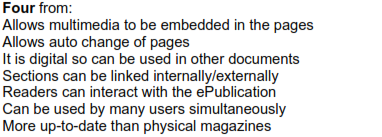 Four from:
Allows multimedia to be embedded in the pages
Allows auto change of pages
It is digital so can be used in other documents
Sections can be linked internally/externally
Readers can interact with the ePublication
Can be used by many users simultaneously
More up-to-date than physical magazines